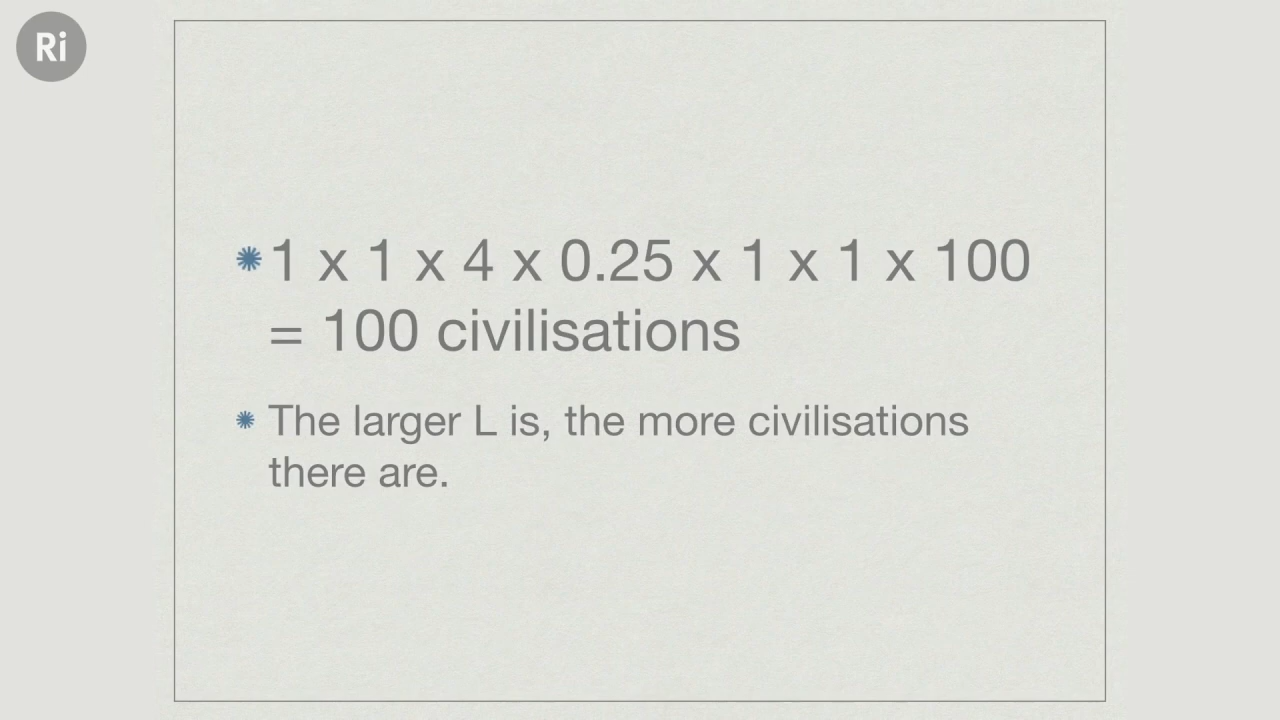 Ri
1 x 1 x 4 x 0.25 x 1 x 1 x 100
= 100 civilisations
The larger L is, the more civilisations
there are.